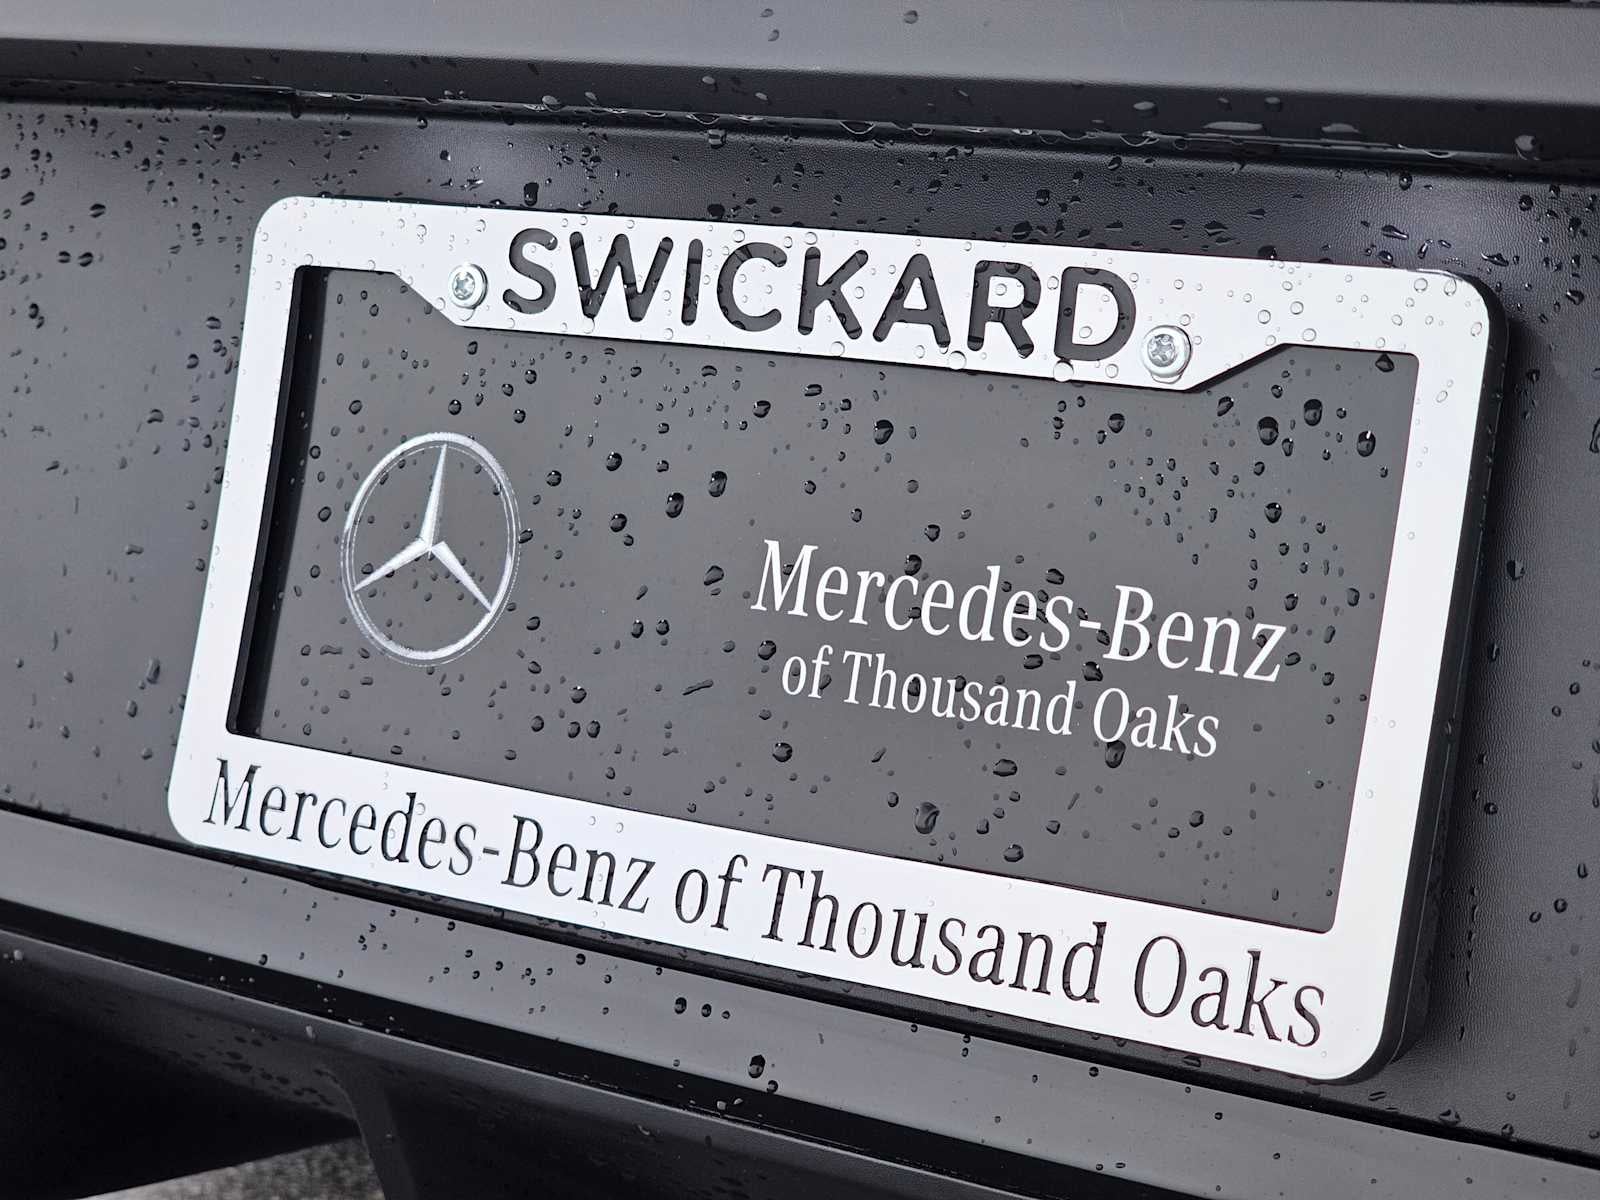 SWICKARD
Mercedes-Benz
of Thousand Oaks
Mercedes-Benz of Thousand Oaks